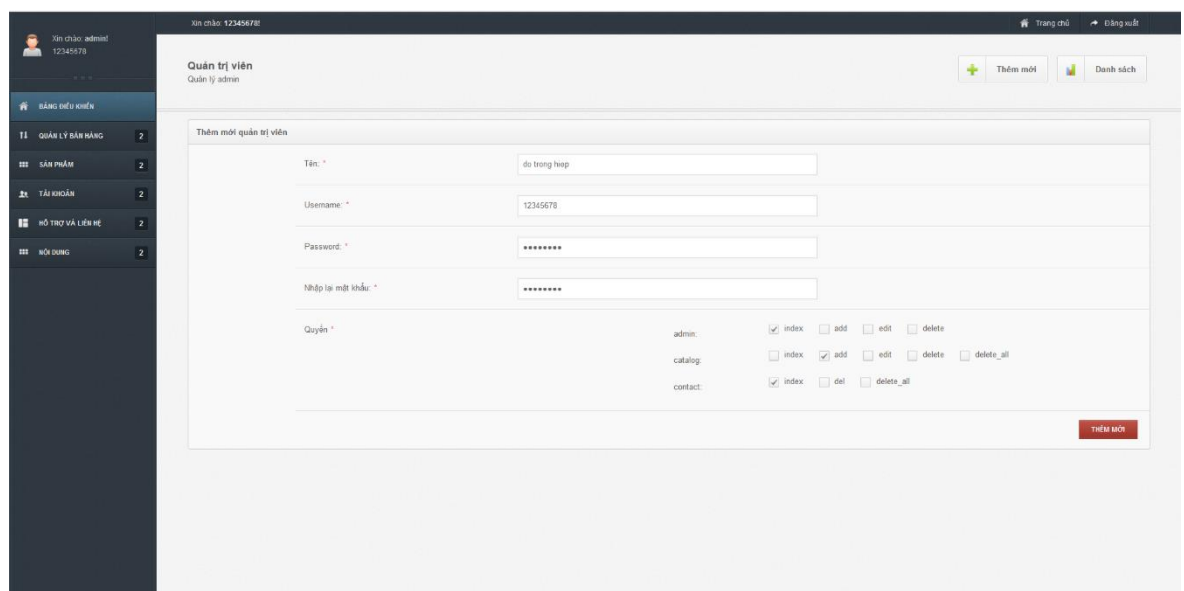 Xin chào: admin!
12345678
BẢNG ĐIỀU KHIỂN
QUẢN LÝ BÁN HÀNG 2
SẢN PHẨM 2
TÀI KHOẢN 2
HỖ TRỢ VÀ LIÊN HỆ 2
NỘI DUNG 2
Xin chào: 12345678!
Trang chủ
Đăng xuất
Quản trị viên
Quản lý admin
Thêm mới
Danh sách
Thêm mới quản trị viên
Tên: *
do trong hiep
Username: *
12345678
Password: *
••••••••
Nhập lại mật khẩu: *
••••••••
Quyền *
admin: index add edit delete
catalog: index add edit delete delete_all
contact: index del delete_all
THÊM MỚI